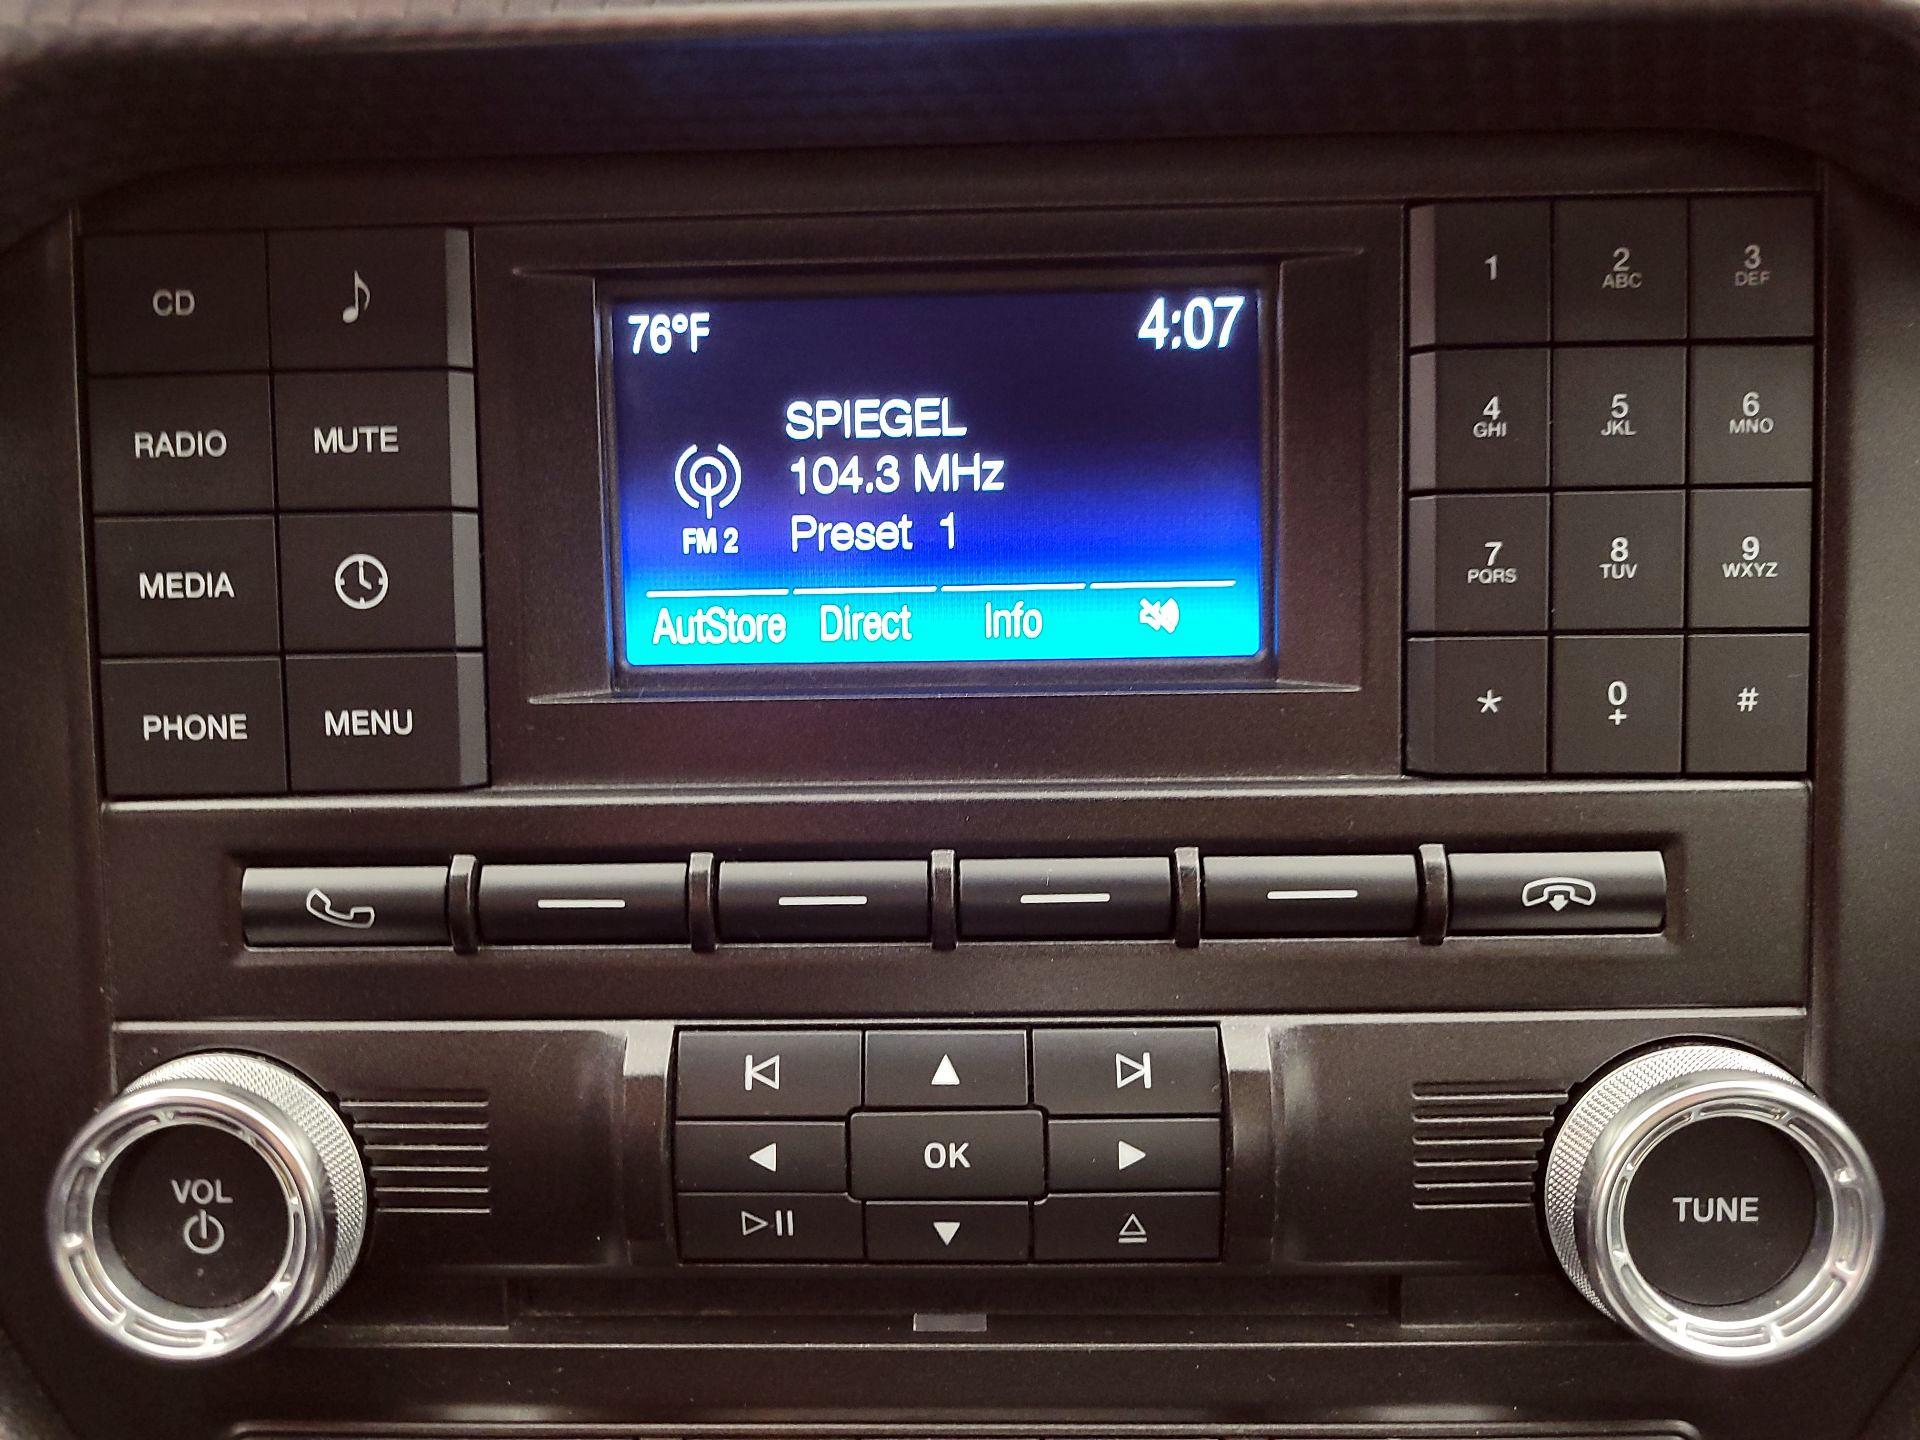 76°F 4:07
SPIEGEL
104.3 MHz
FM 2 Preset 1
AutStore Direct Info
CD
RADIO MUTE
MEDIA
PHONE MENU
1 2 3
ABC DEF
4 5 6
GHI JKL MNO
7 8 9
PQRS TUV WXYZ
* 0 #
+
OK
VOL
TUNE